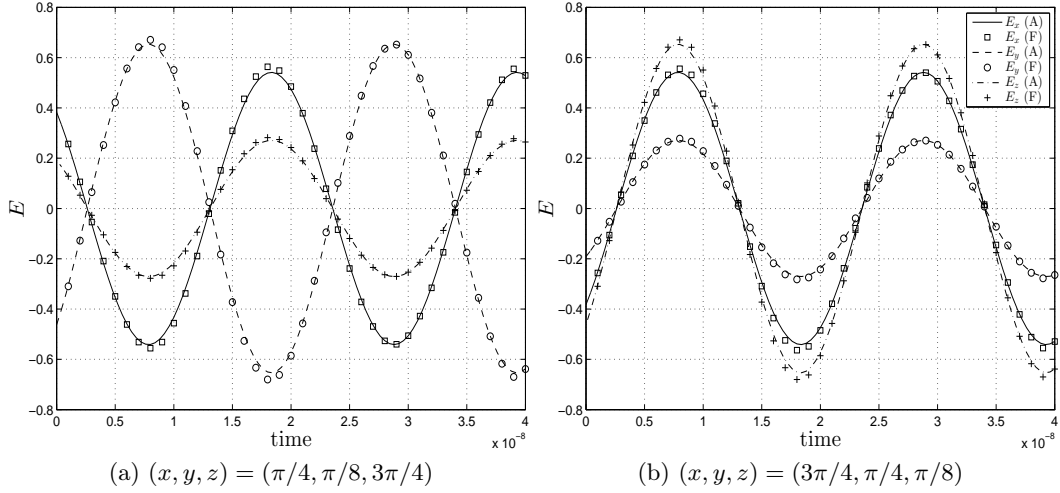 0.8
0.6
0.4
0.2
0
−0.2
−0.4
−0.6
−0.8
E
0 0.5 1 1.5 2 2.5 3 3.5 4
time
x 10⁻⁸
(a) (x, y, z) = (π/4, π/8, 3π/4)
0.8
0.6
0.4
0.2
0
−0.2
−0.4
−0.6
−0.8
E
0 0.5 1 1.5 2 2.5 3 3.5 4
time
x 10⁻⁸
Eₓ (A)
Eₓ (F)
E_y (A)
E_y (F)
E_z (A)
E_z (F)
(b) (x, y, z) = (3π/4, π/4, π/8)